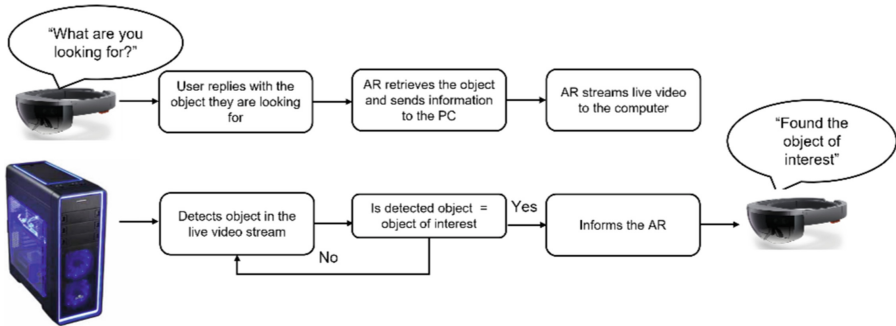 “What are you
looking for?”
User replies with the
object they are looking
for
AR retrieves the object
and sends information
to the PC
AR streams live video
to the computer
“Found the
object of
interest”
Detects object in the
live video stream
Is detected object =
object of interest
Yes
No
Informs the AR